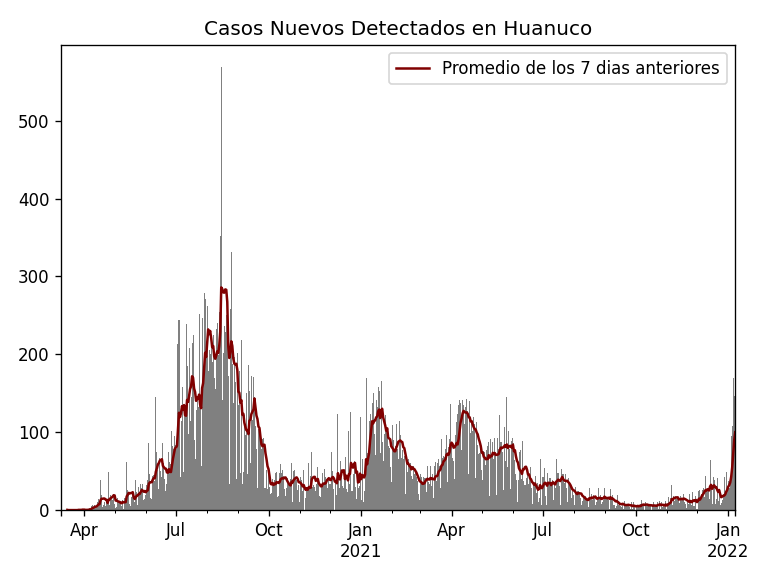 Casos Nuevos Detectados en Huanuco
Promedio de los 7 dias anteriores
500
400
300
200
100
0
Apr Jul Oct Jan Apr Jul Oct Jan
2021 2022